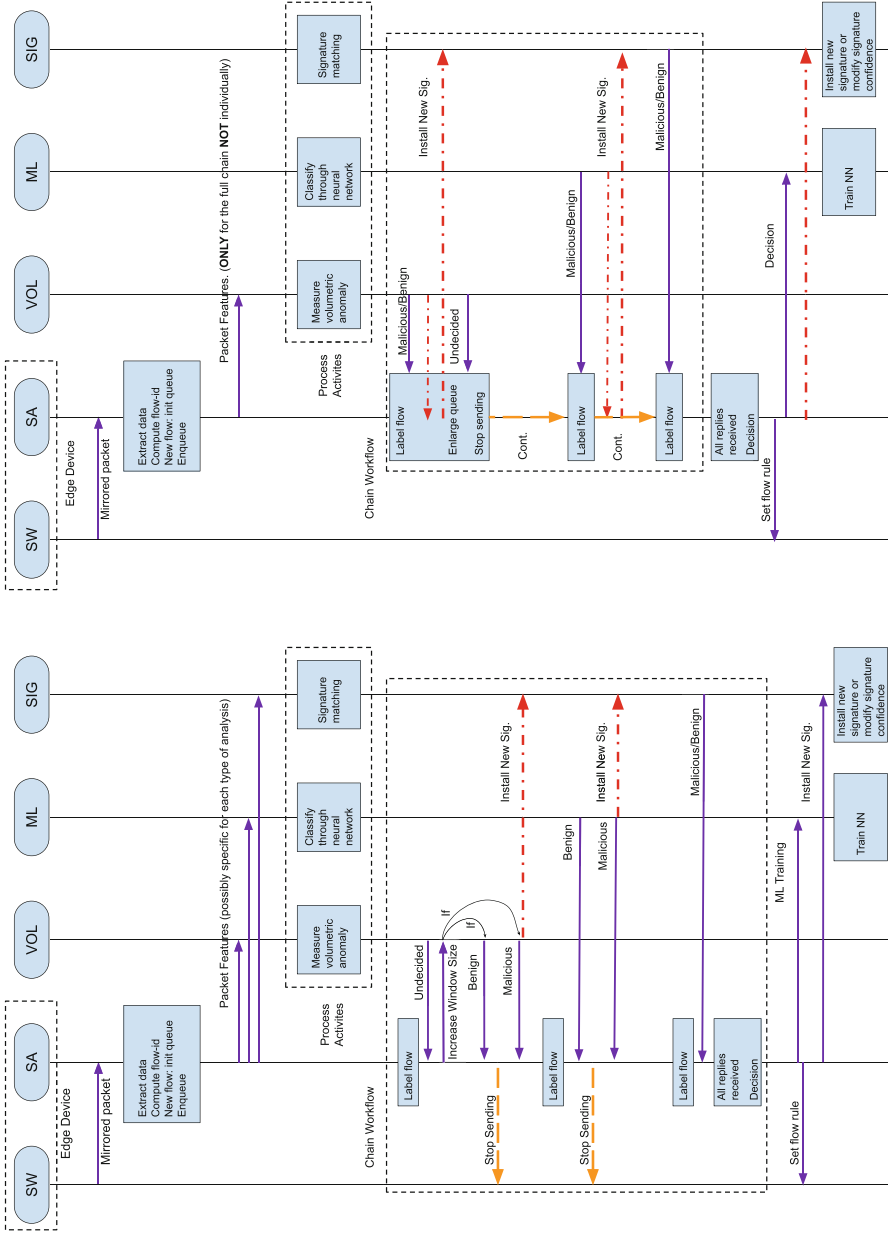 SW
SA
VOL
ML
SIG
Edge Device
Mirrored packet
Extract data
Compute flow-id
New flow: init queue
Enqueue
Packet Features (possibly specific for each type of analysis)
Process
Activites
Measure
volumetric
anomaly
Classify
through
neural
network
Signature
matching
Chain Workflow
Label flow
Undecided
Increase Window Size
If
If
Benign
Malicious
Install New Sig.
Stop Sending
Label flow
Benign
Malicious
Install New Sig.
Stop Sending
Label flow
Malicious/Benign
All replies
received
Decision
Set flow rule
ML Training
Install New Sig.
Train NN
Install new
signature or
modify signature
confidence
SW
SA
VOL
ML
SIG
Edge Device
Mirrored packet
Extract data
Compute flow-id
New flow: init queue
Enqueue
Packet Features. (ONLY for the full chain NOT individually)
Process
Activites
Measure
volumetric
anomaly
Classify
through
neural
network
Signature
matching
Chain Workflow
Label flow
Enlarge queue
Stop sending
Malicious/Benign
Undecided
Install New Sig.
Cont.
Label flow
Malicious/Benign
Install New Sig.
Cont.
Label flow
Malicious/Benign
All replies
received
Decision
Set flow rule
Decision
Train NN
Install new
signature or
modify signature
confidence